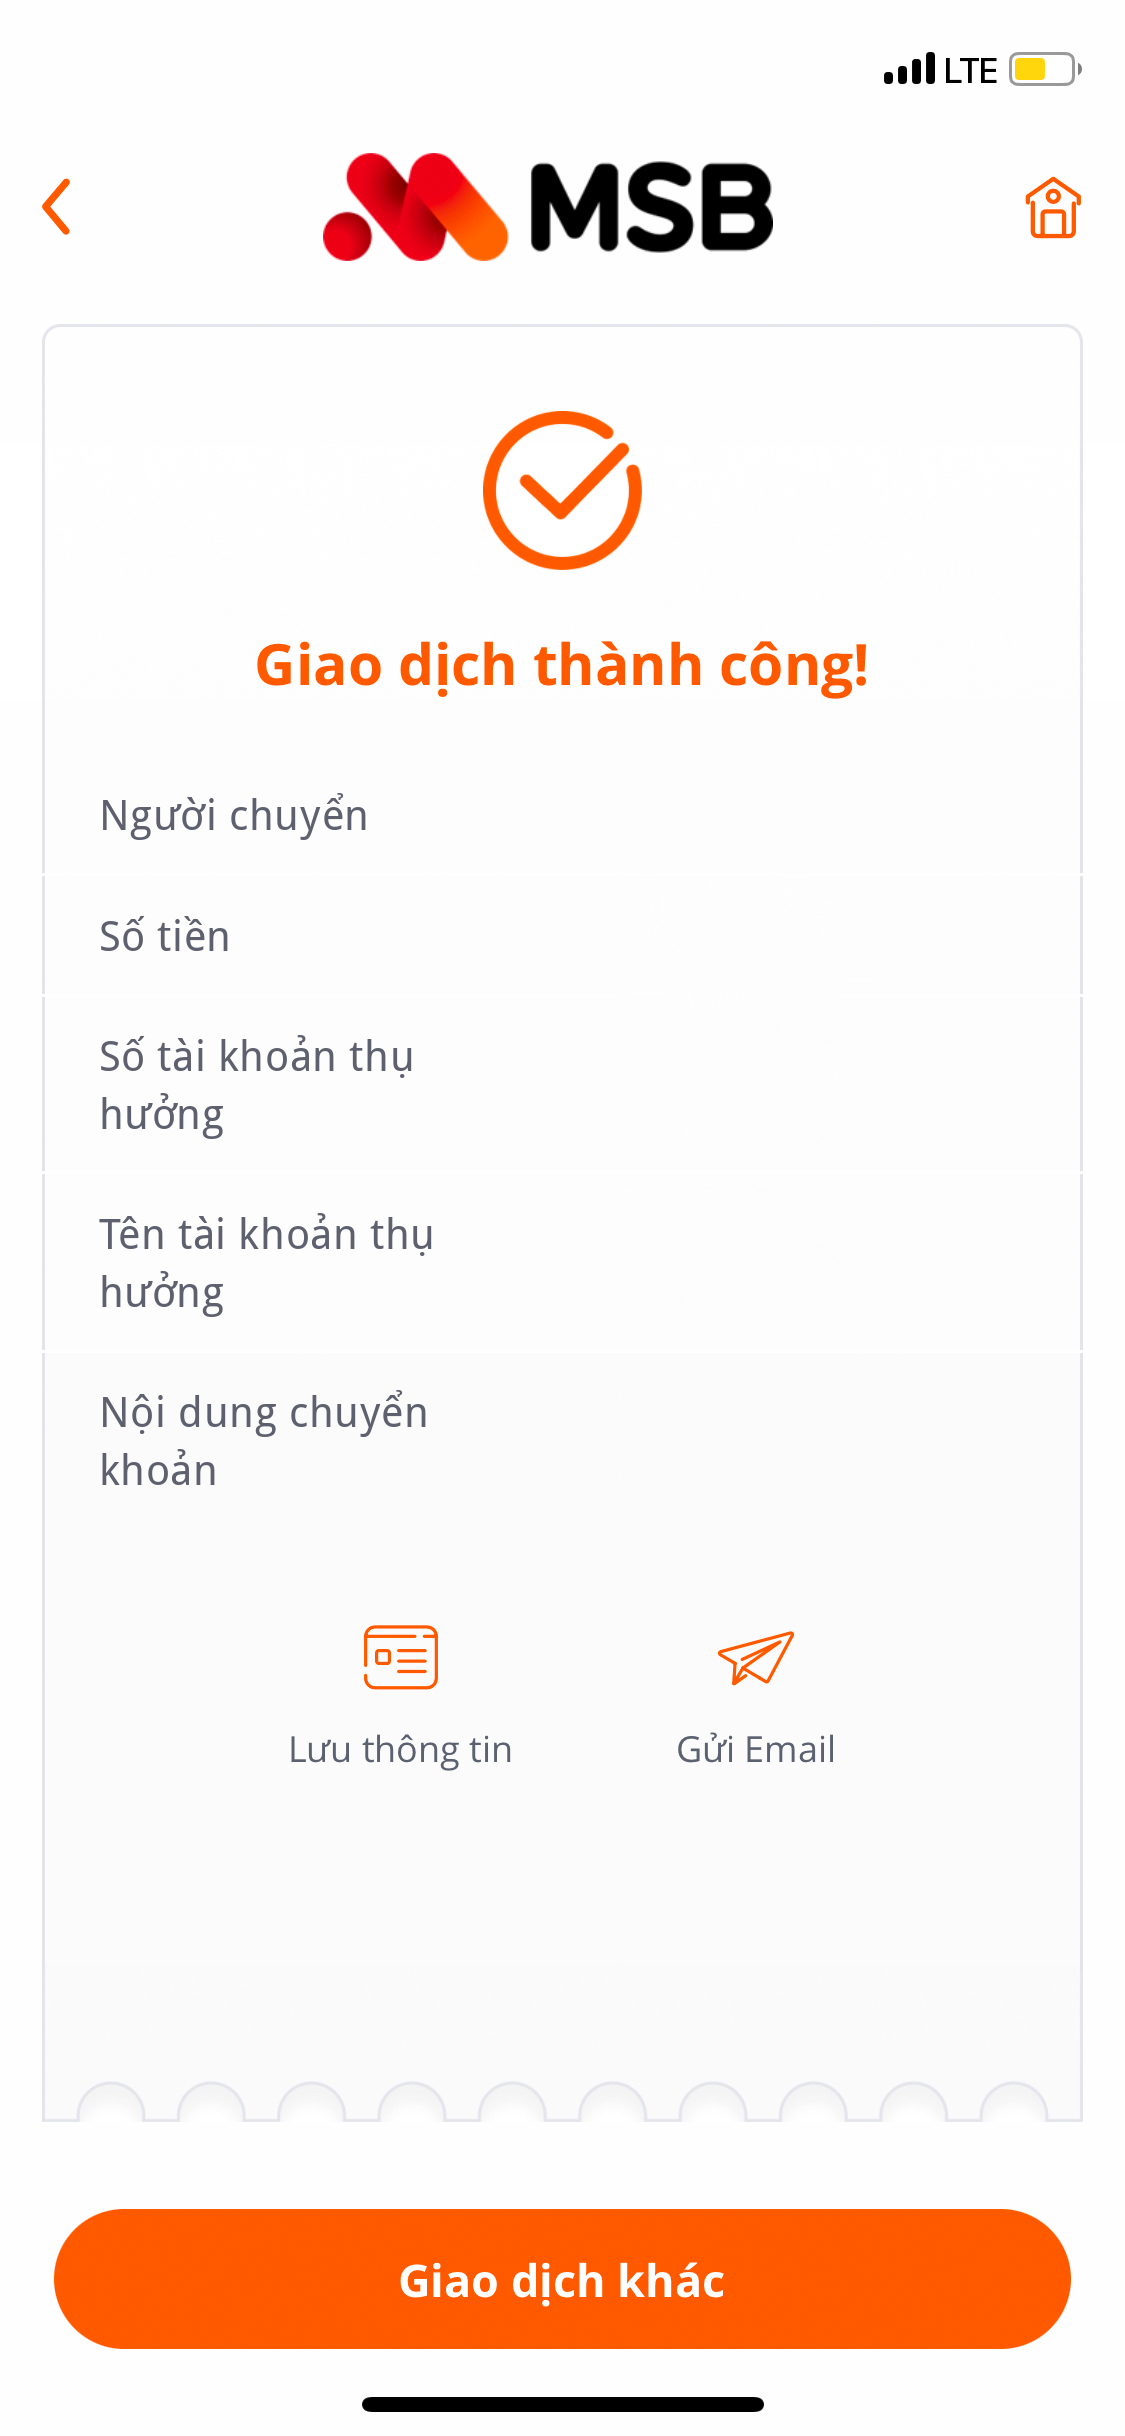 LTE
MSB
Giao dịch thành công!
Người chuyển
Số tiền
Số tài khoản thụ
hưởng
Tên tài khoản thụ
hưởng
Nội dung chuyển
khoản
Lưu thông tin
Gửi Email
Giao dịch khác